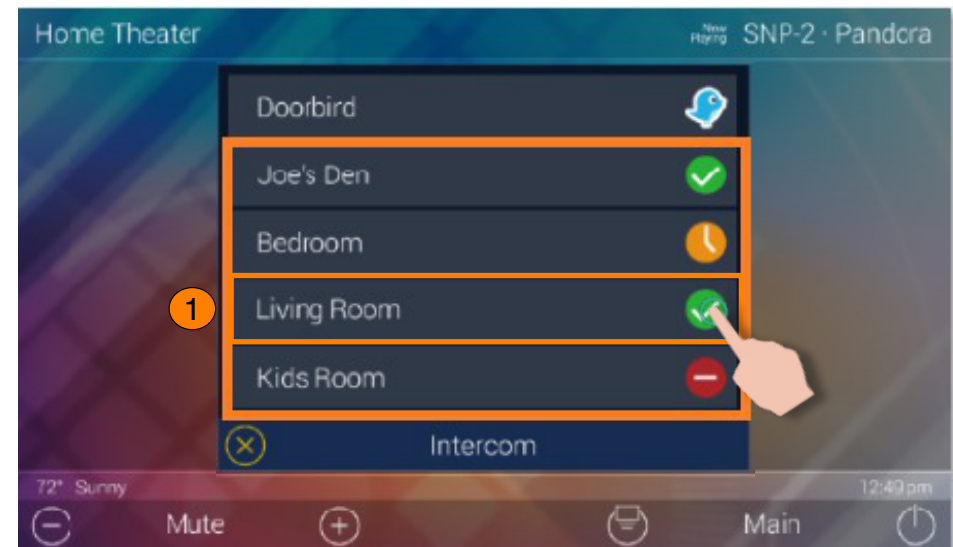 Home Theater
Now Playing SNP-2 · Pandora
Doorbird
Joe's Den
Bedroom
1
Living Room
Kids Room
Intercom
72° Sunny
12:49 pm
Mute
Main